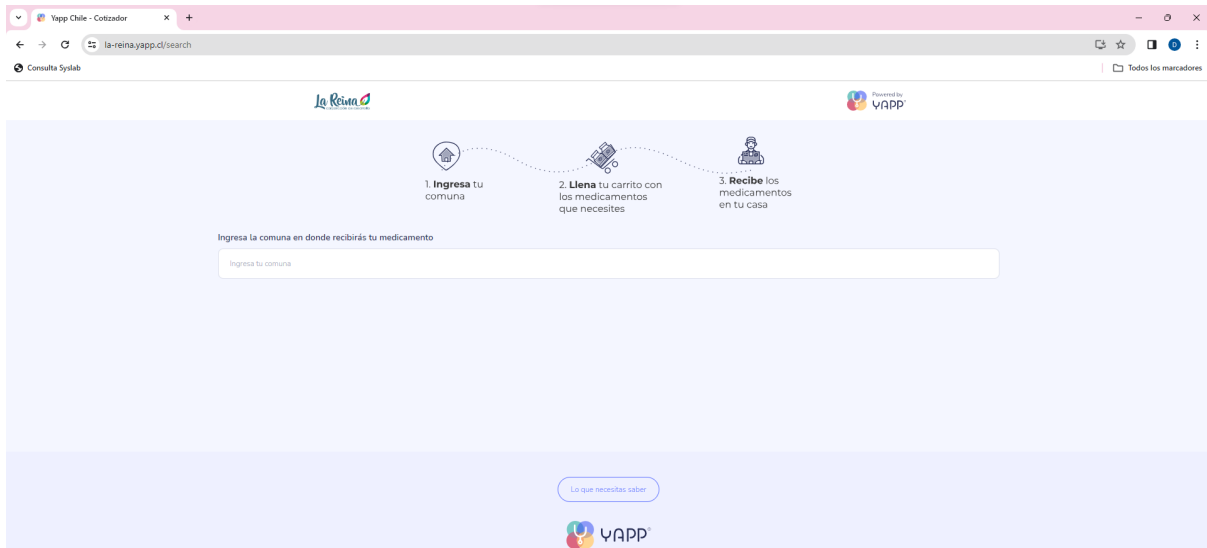 Yapp Chile - Cotizador
la-reina.yapp.cl/search
D
Consulta Syslab
Todos los marcadores
La Reina
Powered by
YAPP
1. Ingresa tu
comuna
2. Llena tu carrito con
los medicamentos
que necesites
3. Recibe los
medicamentos
en tu casa
Ingresa la comuna en donde recibirás tu medicamento
Ingresa tu comuna
Lo que necesitas saber
YAPP